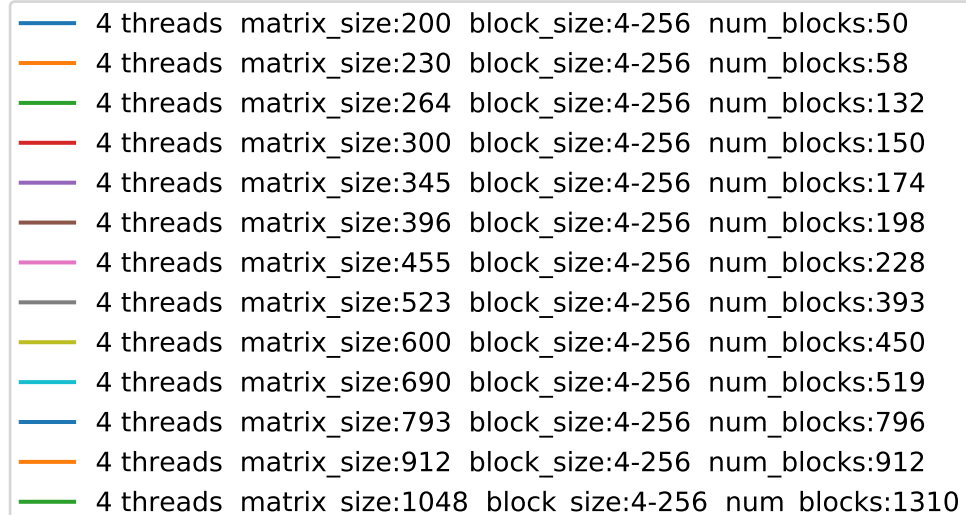 4 threads matrix_size:200 block_size:4-256 num_blocks:50
4 threads matrix_size:230 block_size:4-256 num_blocks:58
4 threads matrix_size:264 block_size:4-256 num_blocks:132
4 threads matrix_size:300 block_size:4-256 num_blocks:150
4 threads matrix_size:345 block_size:4-256 num_blocks:174
4 threads matrix_size:396 block_size:4-256 num_blocks:198
4 threads matrix_size:455 block_size:4-256 num_blocks:228
4 threads matrix_size:523 block_size:4-256 num_blocks:393
4 threads matrix_size:600 block_size:4-256 num_blocks:450
4 threads matrix_size:690 block_size:4-256 num_blocks:519
4 threads matrix_size:793 block_size:4-256 num_blocks:796
4 threads matrix_size:912 block_size:4-256 num_blocks:912
4 threads matrix_size:1048 block_size:4-256 num_blocks:1310